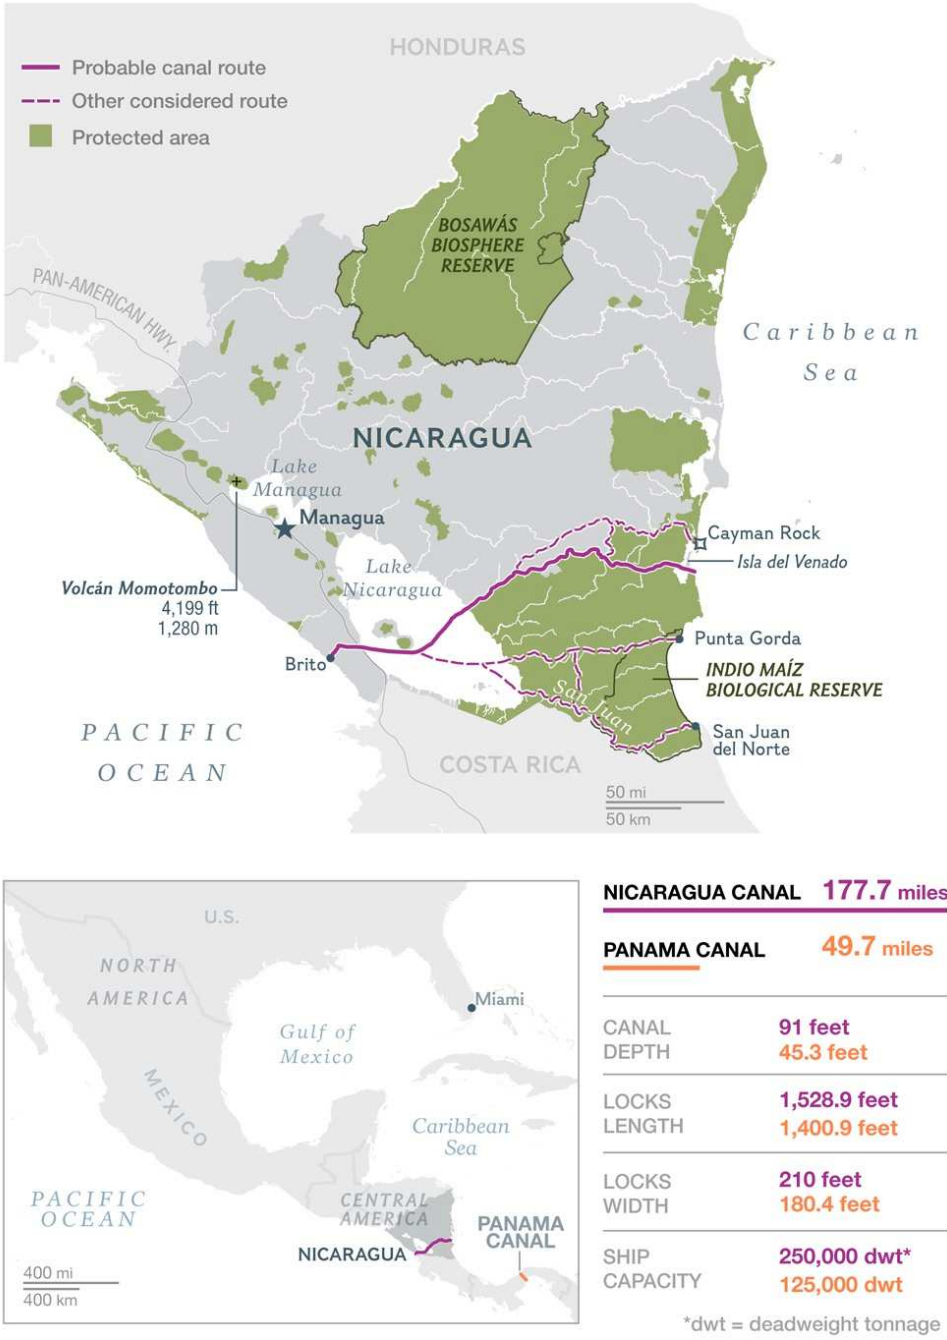 HONDURAS
Probable canal route
Other considered route
Protected area
BOSAWÁS
BIOSPHERE
RESERVE
PAN-AMERICAN HWY.
Caribbean
Sea
NICARAGUA
Lake
Managua
Managua
Cayman Rock
Isla del Venado
Lake
Nicaragua
Volcán Momotombo
4,199 ft
1,280 m
Brito
Punta Gorda
INDIO MAÍZ
BIOLOGICAL RESERVE
San Juan
San Juan
del Norte
PACIFIC
OCEAN
COSTA RICA
50 mi
50 km
NICARAGUA CANAL 177.7 miles
PANAMA CANAL 49.7 miles
CANAL
DEPTH
91 feet
45.3 feet
LOCKS
LENGTH
1,528.9 feet
1,400.9 feet
LOCKS
WIDTH
210 feet
180.4 feet
SHIP
CAPACITY
250,000 dwt*
125,000 dwt
*dwt = deadweight tonnage
U.S.
NORTH
AMERICA
Miami
Gulf of
Mexico
MEXICO
Caribbean
Sea
PACIFIC
OCEAN
CENTRAL
AMERICA
PANAMA
CANAL
NICARAGUA
400 mi
400 km